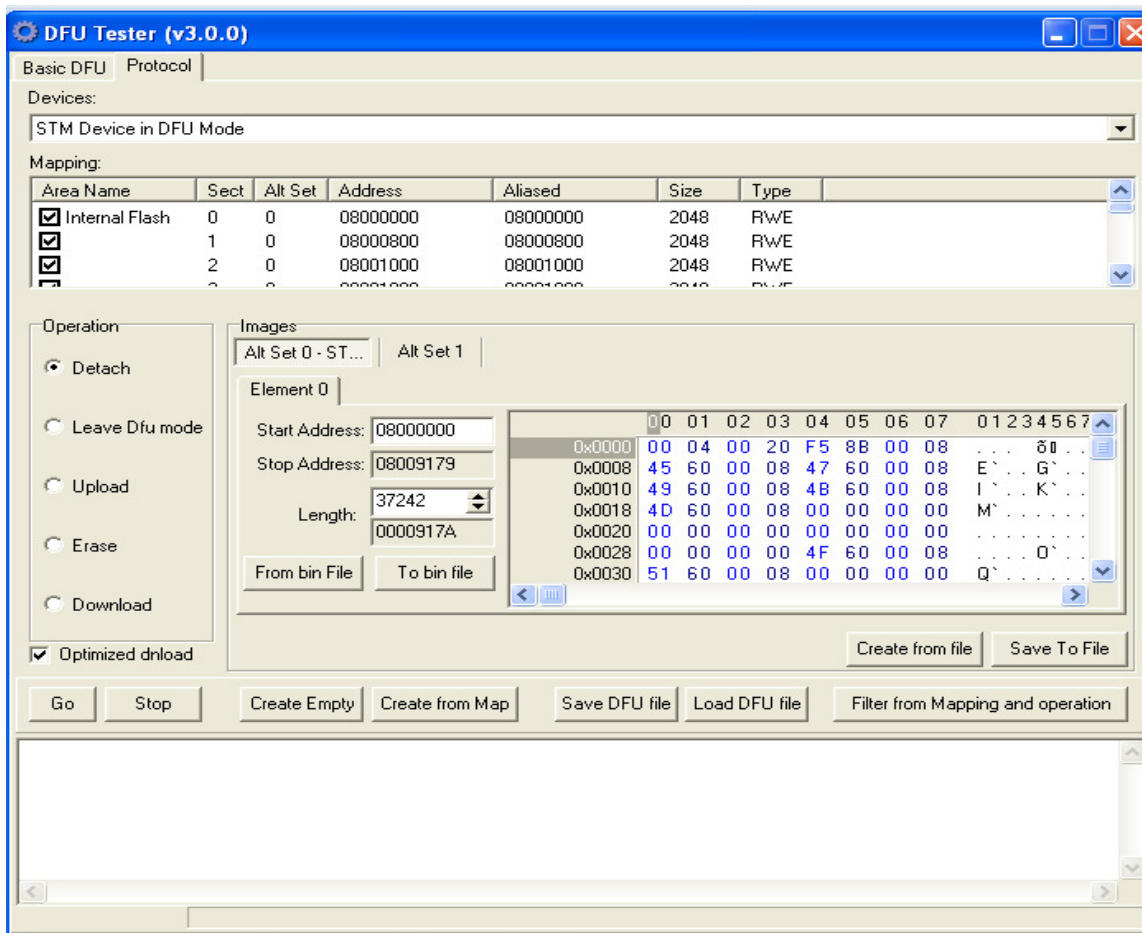 DFU Tester (v3.0.0)
Basic DFU Protocol
Devices:
STM Device in DFU Mode
Mapping:
Area Name Sect Alt Set Address Aliased Size Type
Internal Flash 0 0 08000000 08000000 2048 RWE
1 0 08000800 08000800 2048 RWE
2 0 08001000 08001000 2048 RWE
Operation
Detach
Leave Dfu mode
Upload
Erase
Download
Optimized dnload
Images
Alt Set 0 - ST... Alt Set 1
Element 0
Start Address: 08000000
Stop Address: 08009179
Length: 37242
0000917A
From bin File To bin file
00 01 02 03 04 05 06 07 01234567
0x0000 00 04 00 20 F5 8B 00 08 . . . õ . .
0x0008 45 60 00 08 47 60 00 08 E ` . . G ` . .
0x0010 49 60 00 08 4B 60 00 08 I ` . . K ` . .
0x0018 4D 60 00 08 00 00 00 00 M ` . . . . . .
0x0020 00 00 00 00 00 00 00 00 . . . . . . . .
0x0028 00 00 00 00 4F 60 00 08 . . . . O ` . .
0x0030 51 60 00 08 00 00 00 00 Q ` . . . . . .
Create from file Save To File
Go Stop Create Empty Create from Map Save DFU file Load DFU file Filter from Mapping and operation